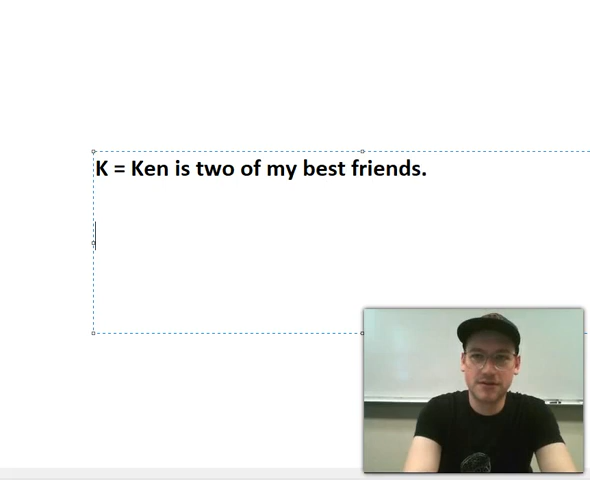 K = Ken is two of my best friends.